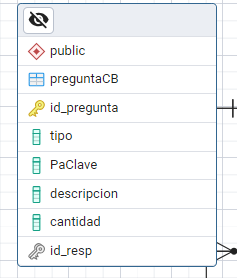 public
preguntaCB
id_pregunta
tipo
PaClave
descripcion
cantidad
id_resp